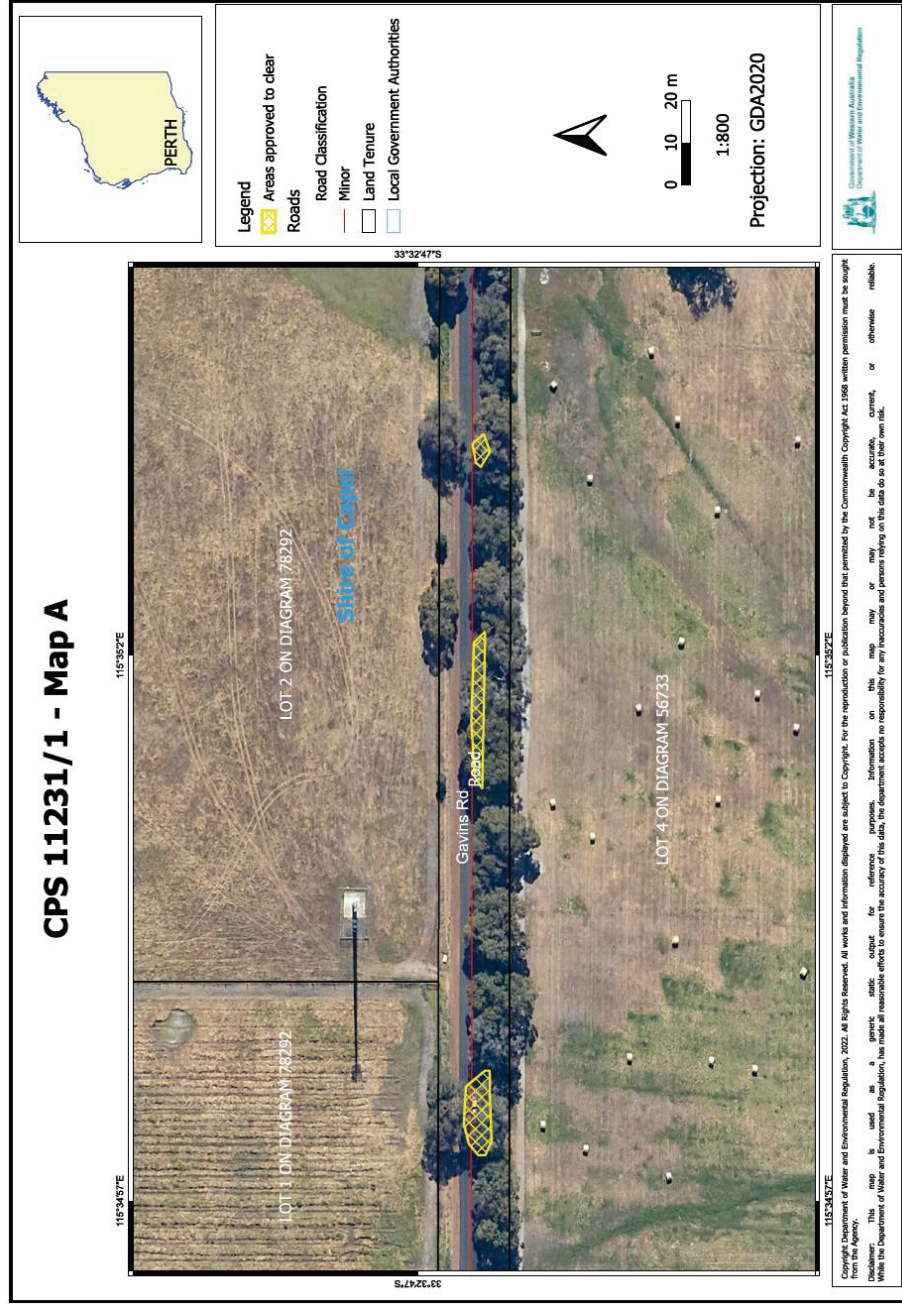 CPS 11231/1 - Map A
115°34'57"E
115°35'2"E
33°32'47"S
33°32'47"S
LOT 1 ON DIAGRAM 78292
LOT 2 ON DIAGRAM 78292
Shire of Capel
Gavins Rd Road
LOT 4 ON DIAGRAM 56733
115°34'57"E
115°35'2"E
PERTH
Legend
Areas approved to clear
Roads
Road Classification
Minor
Land Tenure
Local Government Authorities
0 10 20 m
1:800
Projection: GDA2020
Copyright Department of Water and Environmental Regulation, 2022. All Rights Reserved. All works and information displayed are subject to Copyright. For the reproduction or publication beyond that permitted by the Commonwealth Copyright Act 1968 written permission must be sought
from the Agency.
Disclaimer: This map is used as a generic static output for reference purposes. Information on this map may or may not be accurate, current, or otherwise reliable.
While the Department of Water and Environmental Regulation, has made all reasonable efforts to ensure the accuracy of this data, the department accepts no responsibility for any inaccuracies and persons relying on this data do so at their own risk.
Government of Western Australia
Department of Water and Environmental Regulation